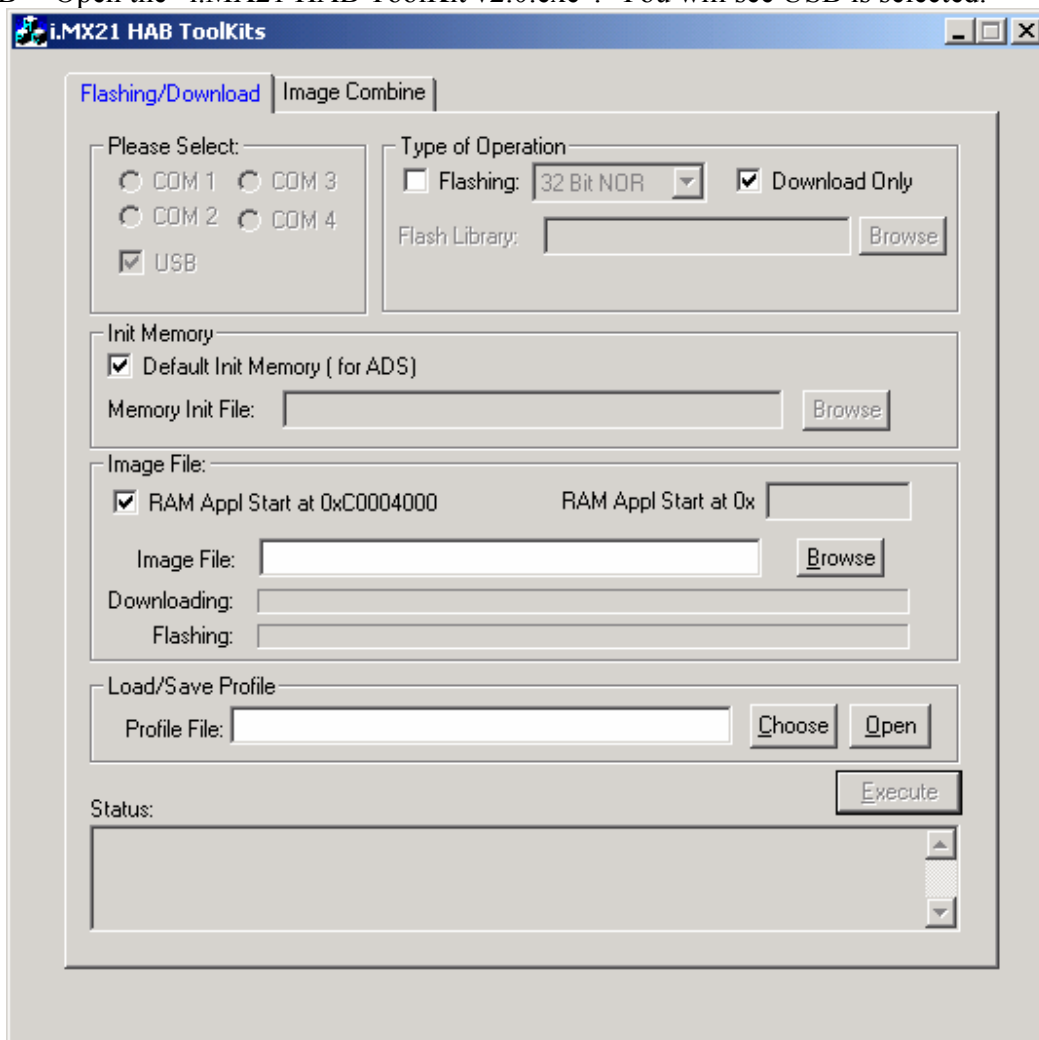 Open the "i.MX21 HAB ToolKit v2.0.exe". You will see USB is selected.
i.MX21 HAB ToolKits
Flashing/Download Image Combine
Please Select:
COM 1 COM 3
COM 2 COM 4
USB
Type of Operation
Flashing: 32 Bit NOR Download Only
Flash Library: Browse
Init Memory
Default Init Memory ( for ADS)
Memory Init File: Browse
Image File:
RAM Appl Start at 0xC0004000 RAM Appl Start at 0x
Image File: Browse
Downloading:
Flashing:
Load/Save Profile
Profile File: Choose Open
Execute
Status: